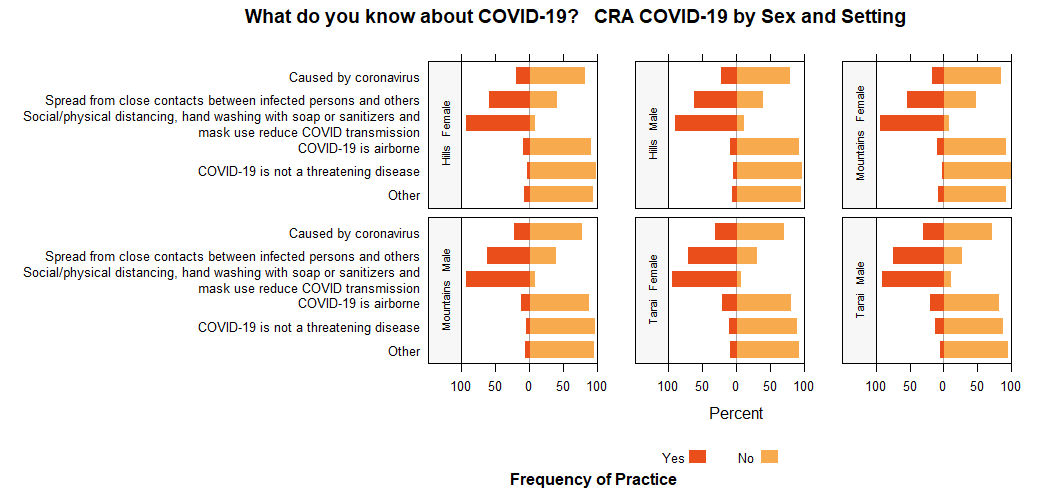 What do you know about COVID-19?   CRA COVID-19 by Sex and Setting
Caused by coronavirus
Spread from close contacts between infected persons and others
Social/physical distancing, hand washing with soap or sanitizers and
mask use reduce COVID transmission
COVID-19 is airborne
COVID-19 is not a threatening disease
Other
Hills Female
Hills Male
Mountains Female
Caused by coronavirus
Spread from close contacts between infected persons and others
Social/physical distancing, hand washing with soap or sanitizers and
mask use reduce COVID transmission
COVID-19 is airborne
COVID-19 is not a threatening disease
Other
Mountains Male
Tarai Female
Tarai Male
100 50 0 50 100 100 50 0 50 100 100 50 0 50 100
Percent
Yes No
Frequency of Practice